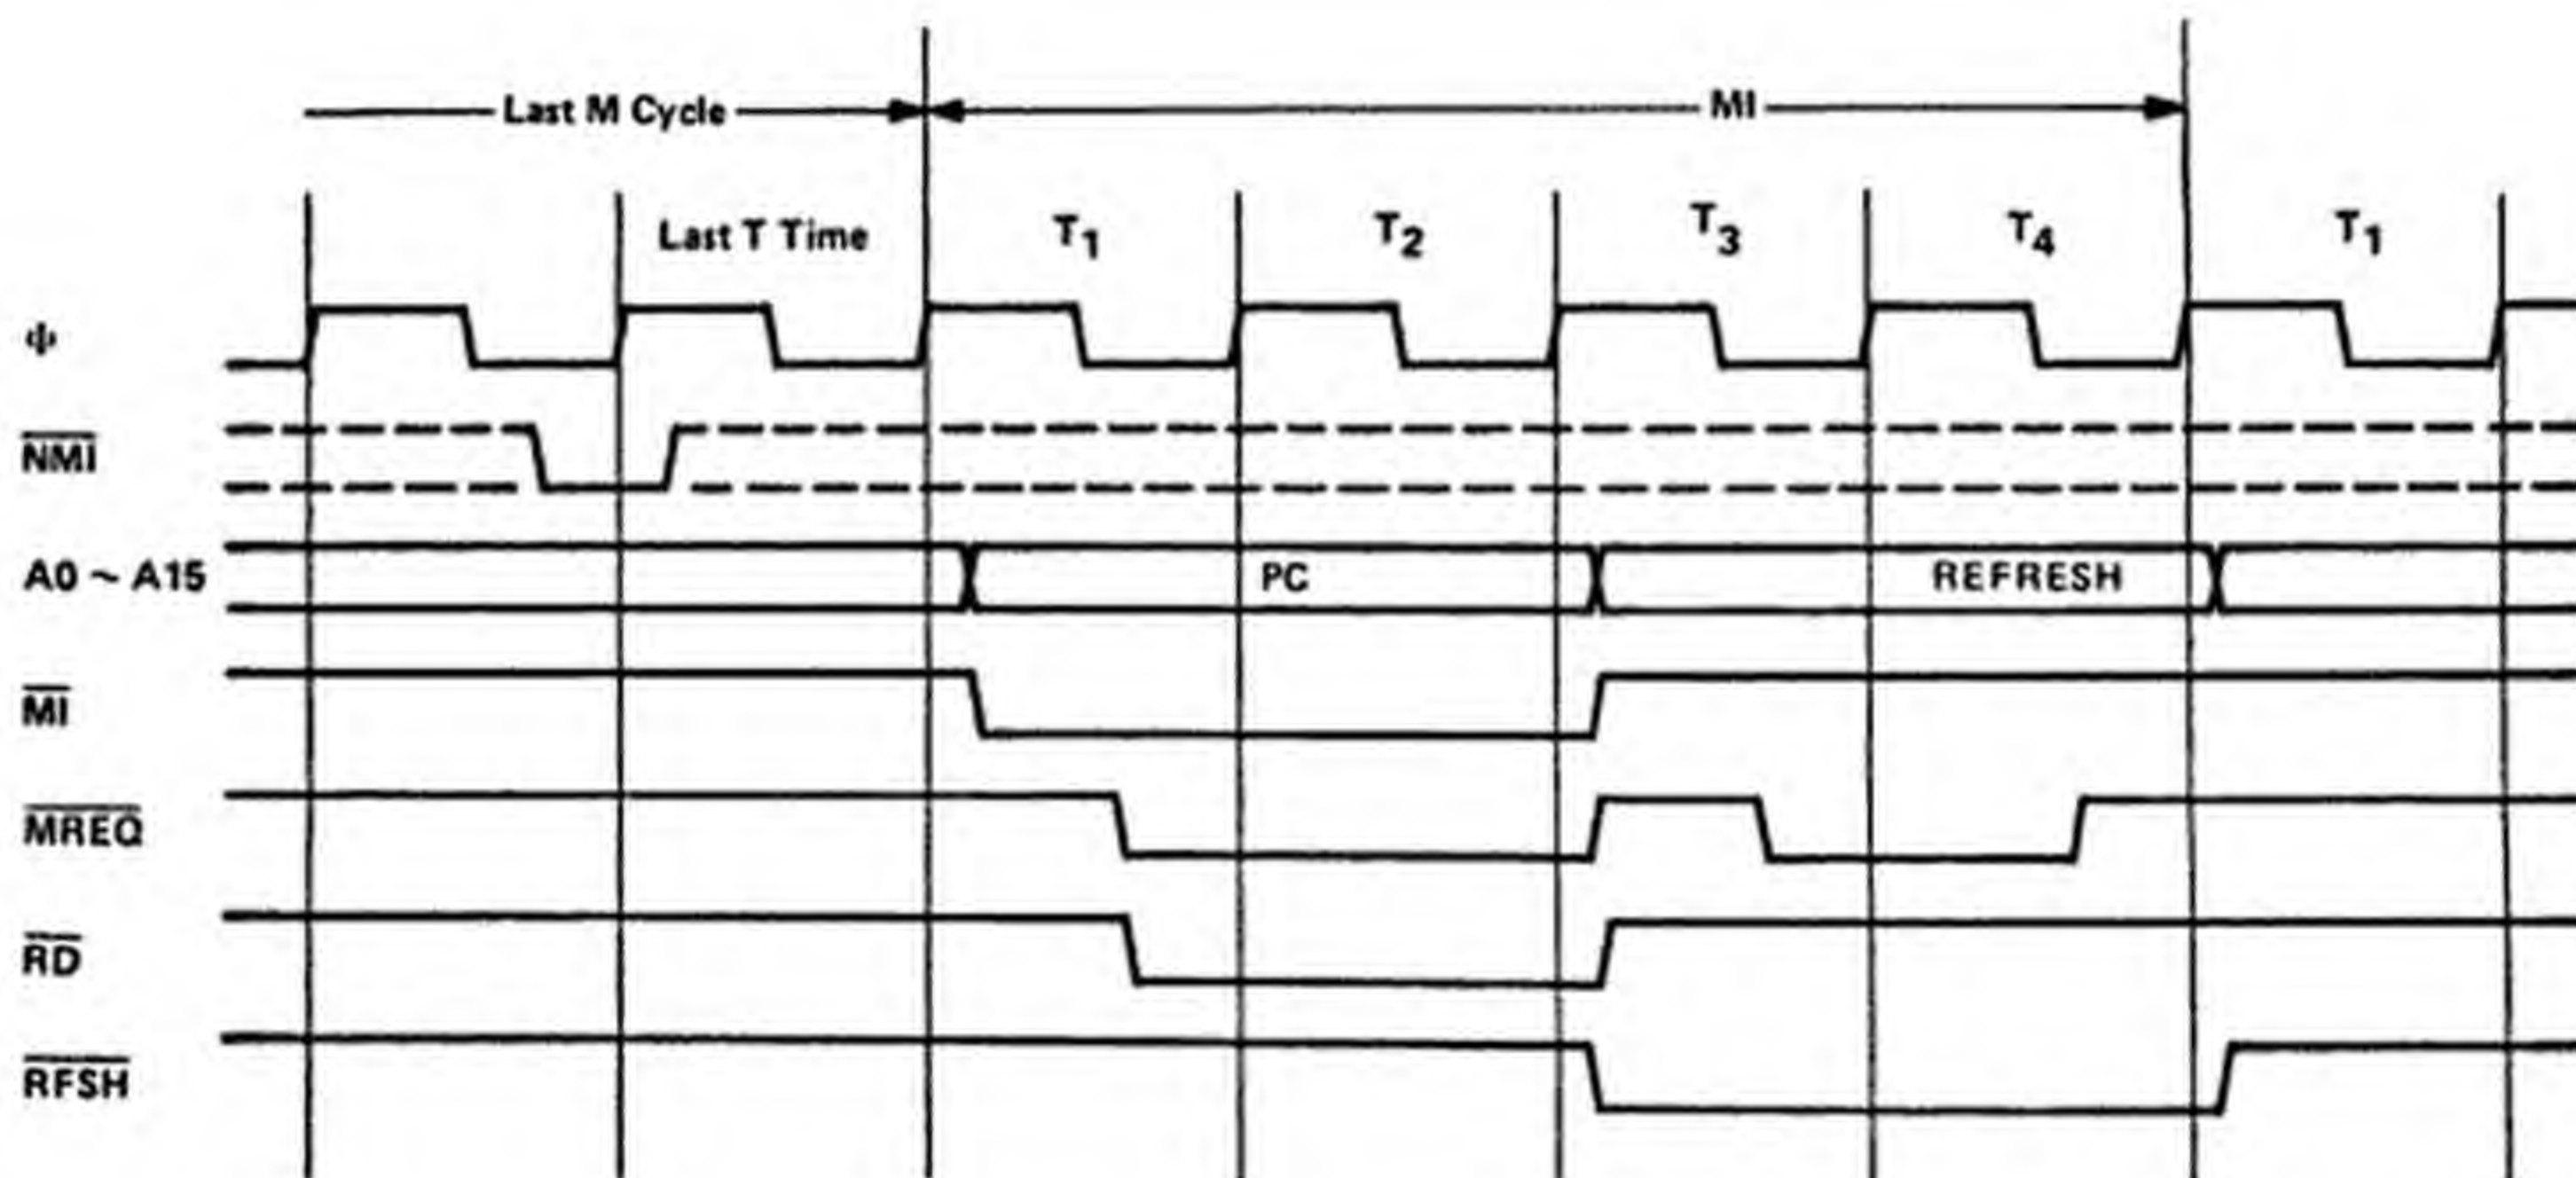 Last M Cycle MI
Last T Time T1 T2 T3 T4 T1
Φ
NMI
A0 ~ A15 PC REFRESH
MI
MREQ
RD
RFSH